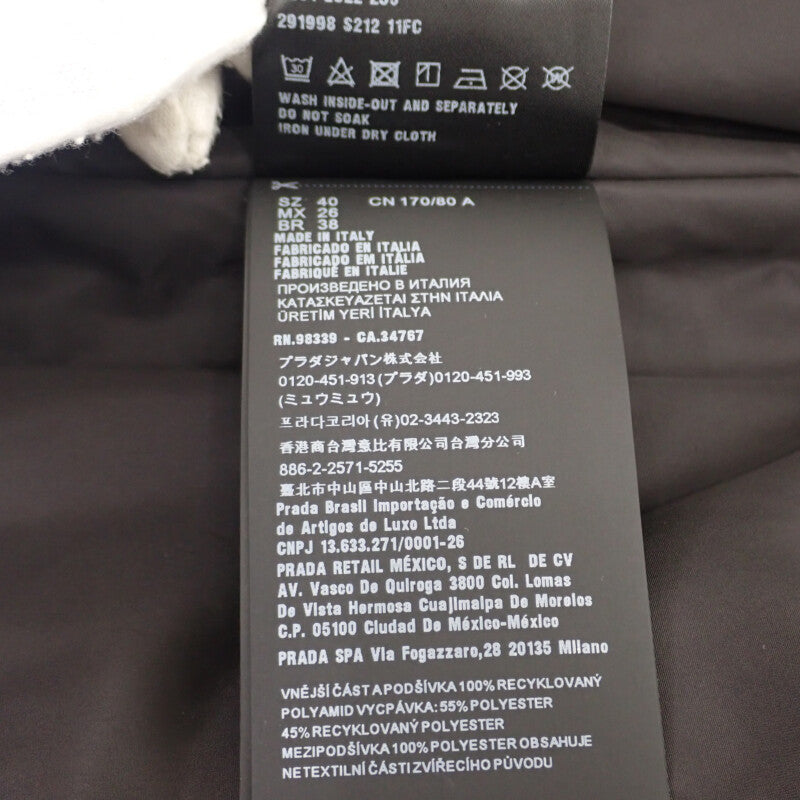 291998 S212 11FC
30
WASH INSIDE-OUT AND SEPARATELY
DO NOT SOAK
IRON UNDER DRY CLOTH
SZ 40 CN 170/80 A
MX 26
BR 38
MADE IN ITALY
FABRICADO EN ITALIA
FABRICADO EM ITÁLIA
FABRIQUÉ EN ITALIE
ПРОИЗВЕДЕНО В ИТАЛИЯ
ΚΑΤΑΣΚΕΥΑΖΕΤΑΙ ΣΤΗΝ ΙΤΑΛΙΑ
ÜRETİM YERİ İTALYA
RN.98339 - CA.34767
プラダジャパン株式会社
0120-451-913(プラダ)0120-451-993
(ミュウミュウ)
프라다코리아 (유)02-3443-2323
香港商台灣意比有限公司台灣分公司
886-2-2571-5255
臺北市中山區中山北路二段44號12樓A室
Prada Brasil Importação e Comércio
de Artigos de Luxo Ltda
CNPJ 13.633.271/0001-26
PRADA RETAIL MÉXICO, S DE RL DE CV
AV. Vasco De Quiroga 3800 Col. Lomas
De Vista Hermosa Cuajimalpa De Morelos
C.P. 05100 Ciudad De México-México
PRADA SPA Via Fogazzaro,28 20135 Milano
VNĚJŠÍ ČÁST A PODŠÍVKA 100% RECYKLOVANÝ
POLYAMID VYCPÁVKA: 55% POLYESTER
45% RECYKLOVANÝ POLYESTER
MEZIPODŠÍVKA 100% POLYESTER OBSAHUJE
NETEXTILNÍ ČÁSTI ZVÍŘECÍHO PŮVODU